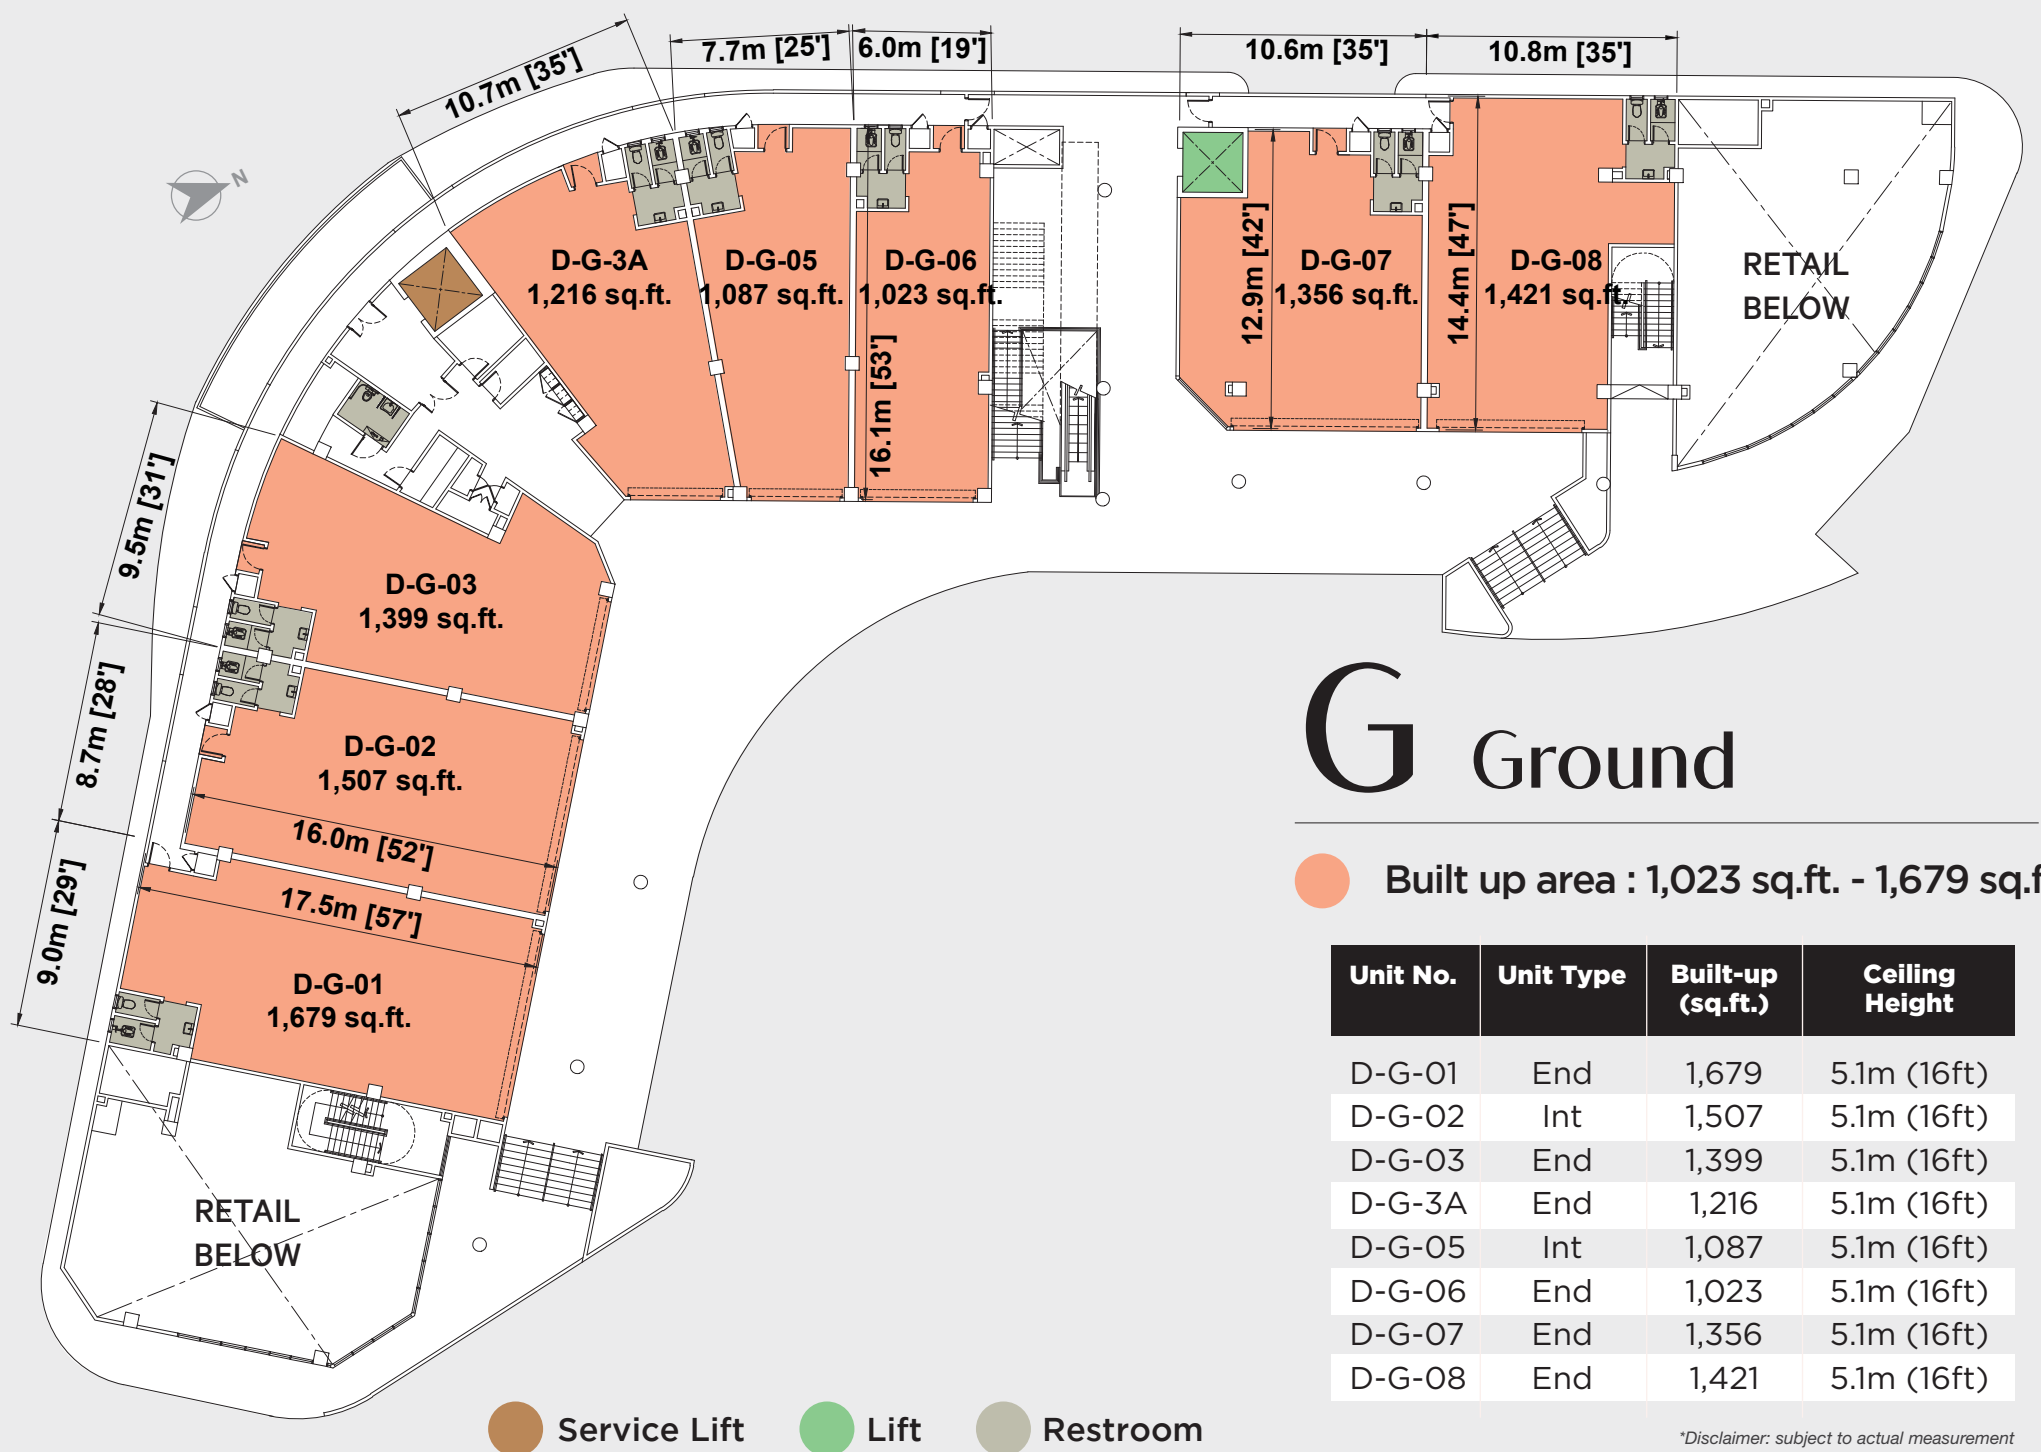 10.7m [35']
7.7m [25']
6.0m [19']
10.6m [35']
10.8m [35']
N
D-G-3A
1,216 sq.ft.
D-G-05
1,087 sq.ft.
D-G-06
1,023 sq.ft.
16.1m [53']
12.9m [42']
D-G-07
1,356 sq.ft.
14.4m [47']
D-G-08
1,421 sq.ft.
RETAIL
BELOW
9.5m [31']
D-G-03
1,399 sq.ft.
8.7m [28']
D-G-02
1,507 sq.ft.
16.0m [52']
9.0m [29']
17.5m [57']
D-G-01
1,679 sq.ft.
RETAIL
BELOW
G Ground
Built up area : 1,023 sq.ft. - 1,679 sq.f
Unit No. Unit Type Built-up (sq.ft.) Ceiling Height
D-G-01 End 1,679 5.1m (16ft)
D-G-02 Int 1,507 5.1m (16ft)
D-G-03 End 1,399 5.1m (16ft)
D-G-3A End 1,216 5.1m (16ft)
D-G-05 Int 1,087 5.1m (16ft)
D-G-06 End 1,023 5.1m (16ft)
D-G-07 End 1,356 5.1m (16ft)
D-G-08 End 1,421 5.1m (16ft)
Service Lift Lift Restroom
*Disclaimer: subject to actual measurement